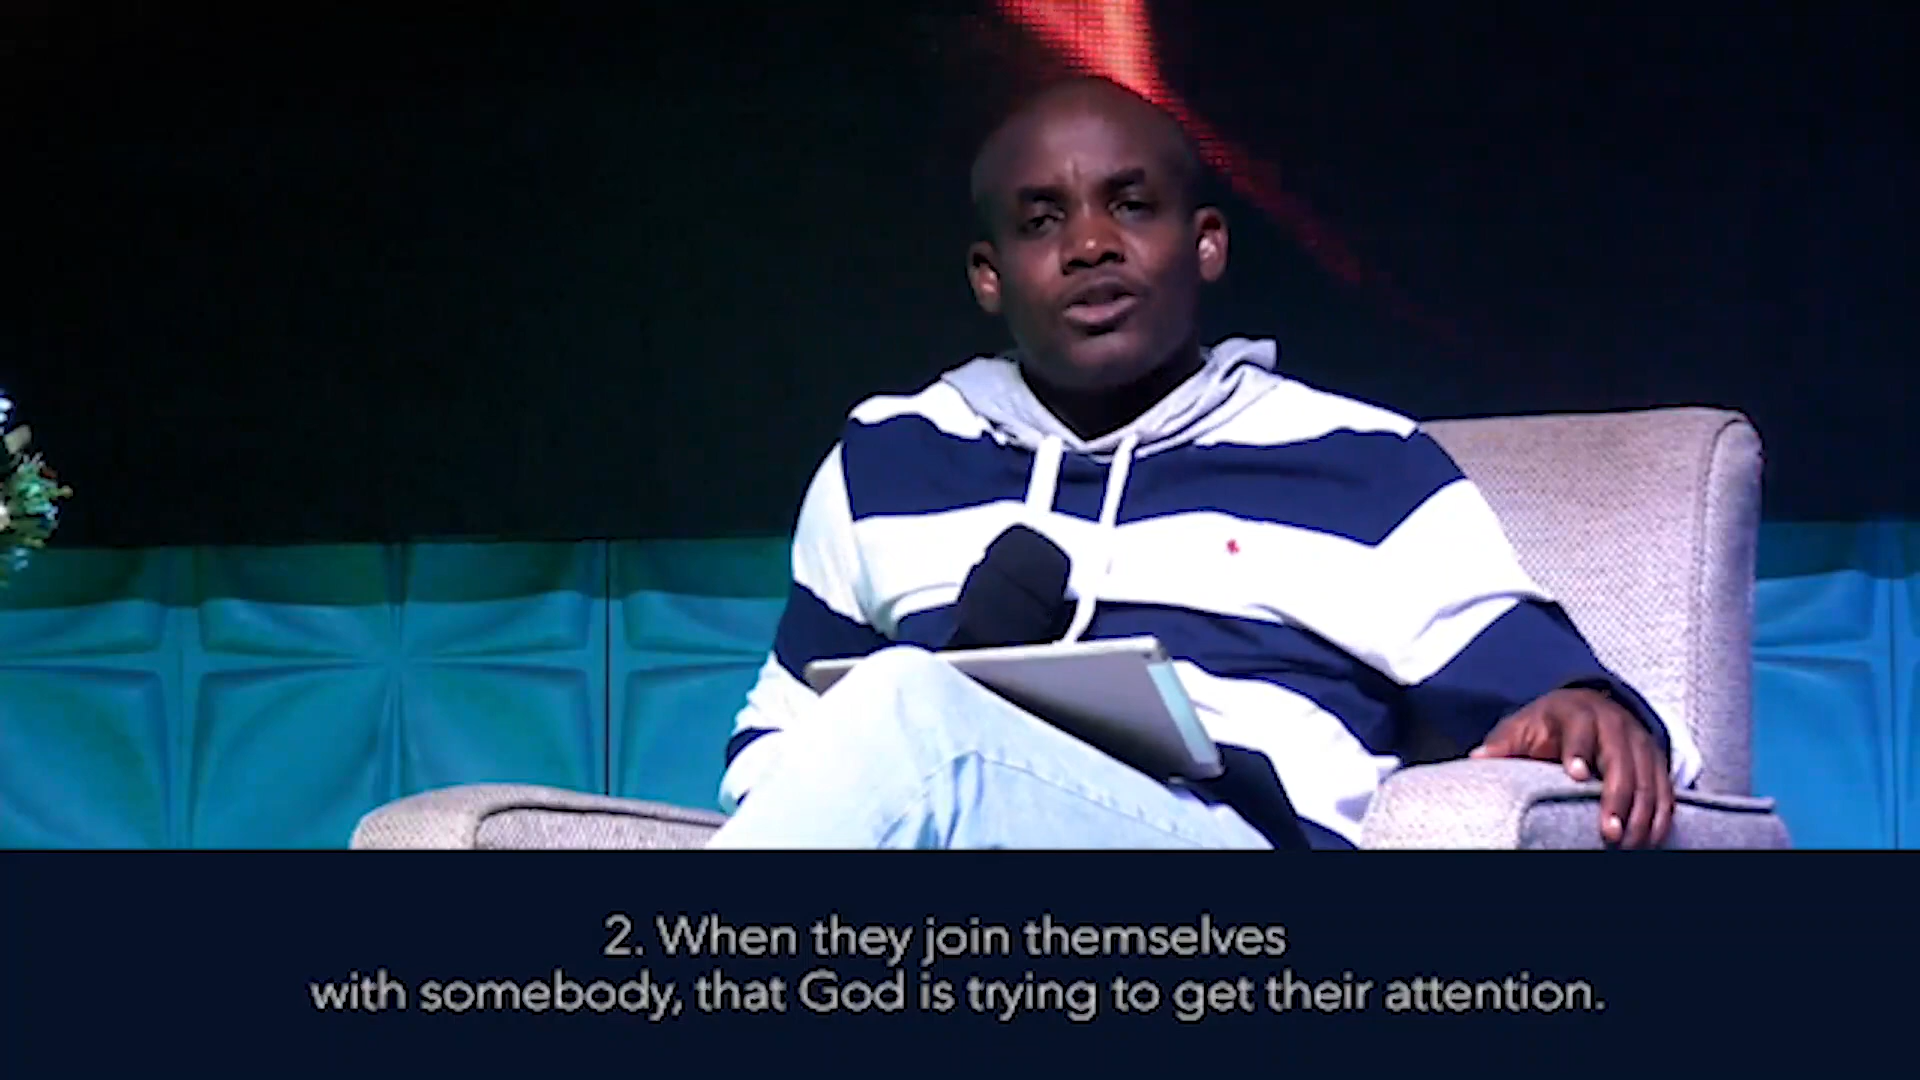 2. When they join themselves
with somebody, that God is trying to get their attention.